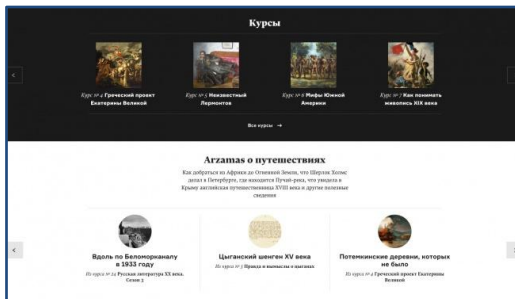 Курсы
Курс № 4 Греческий проект
Екатерины Великой
Курс № 5 Неизвестный
Лермонтов
Курс № 6 Мифы Южной
Америки
Курс № 7 Как понимать
живопись XIX века
Все курсы →
Arzamas о путешествиях
Как добраться из Африки до Огненной Земли, что Шерлок Холмс
делал в Петербурге, где находится Пучай-река, что увидела в
Крыму английская путешественница XVIII века и другие полезные
сведения
Вдоль по Беломорканалу
в 1933 году
Из курса № 24 Русская литература XX века.
Сезон 2
Цыганский шенген XV века
Из курса № 3 Правда и вымыслы о цыганах
Потемкинские деревни, которых
не было
Из курса № 4 Греческий проект Екатерины
Великой